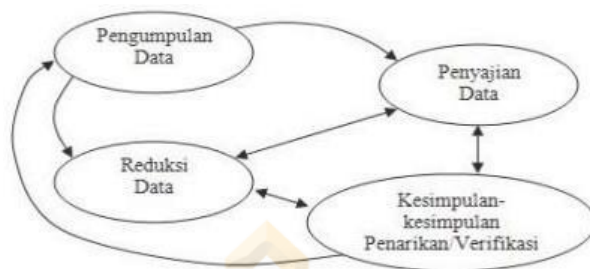 Pengumpulan
Data
Penyajian
Data
Reduksi
Data
Kesimpulan-
kesimpulan
Penarikan/Verifikasi